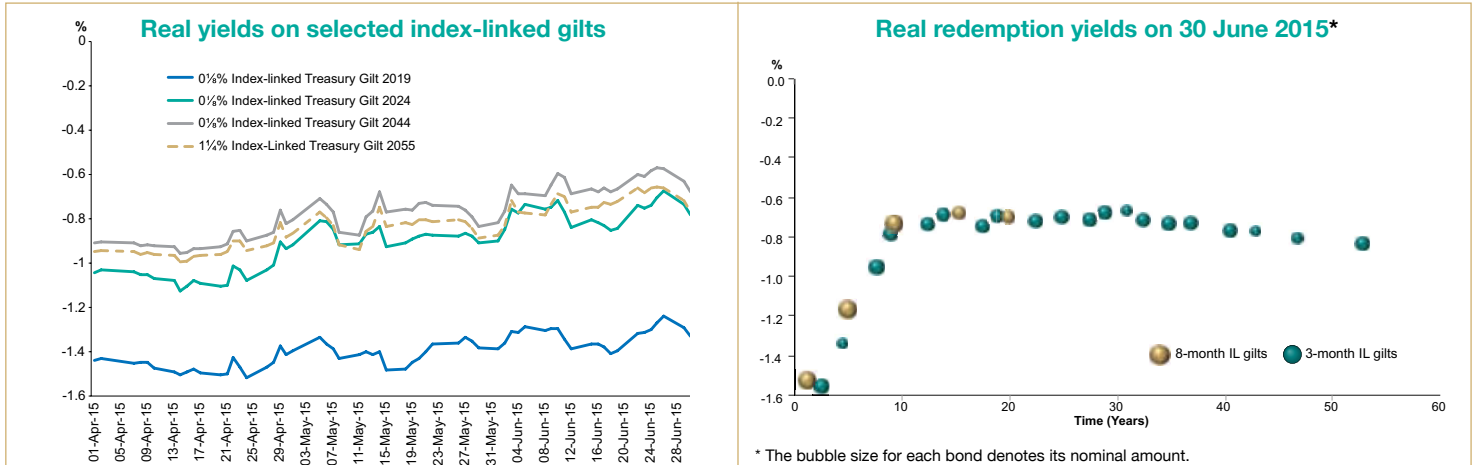 Real yields on selected index-linked gilts
%
0
-0.2
-0.4
-0.6
-0.8
-1
-1.2
-1.4
-1.6
0⅛% Index-linked Treasury Gilt 2019
0⅛% Index-linked Treasury Gilt 2024
0⅛% Index-linked Treasury Gilt 2044
1¼% Index-Linked Treasury Gilt 2055
01-Apr-15
05-Apr-15
09-Apr-15
13-Apr-15
17-Apr-15
21-Apr-15
25-Apr-15
29-Apr-15
03-May-15
07-May-15
11-May-15
15-May-15
19-May-15
23-May-15
27-May-15
31-May-15
04-Jun-15
08-Jun-15
12-Jun-15
16-Jun-15
20-Jun-15
24-Jun-15
28-Jun-15
Real redemption yields on 30 June 2015*
%
0.0
-0.2
-0.4
-0.6
-0.8
-1.0
-1.2
-1.4
-1.6
8-month IL gilts
3-month IL gilts
0 10 20 30 40 50 60
Time (Years)
* The bubble size for each bond denotes its nominal amount.